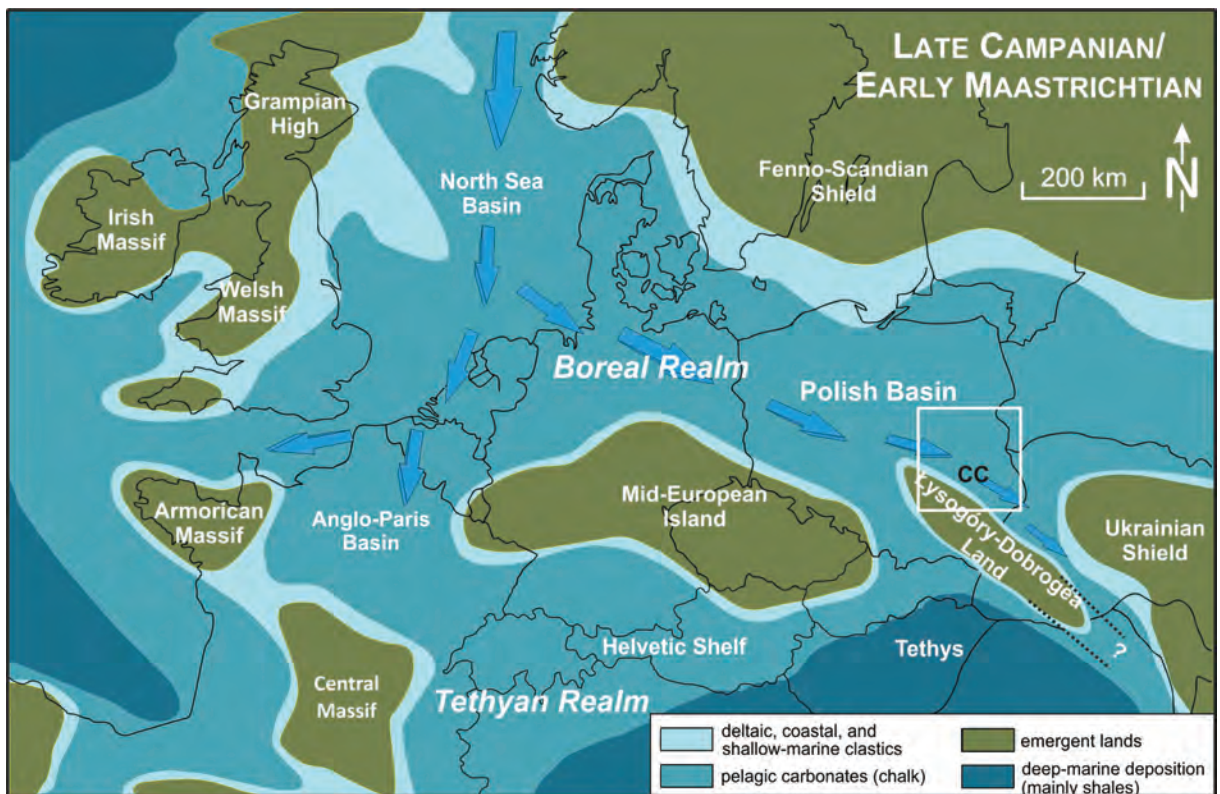 LATE CAMPANIAN/
EARLY MAASTRICHTIAN
N
200 km
Grampian
High
North Sea
Basin
Fenno-Scandian
Shield
Irish
Massif
Welsh
Massif
Boreal Realm
Polish Basin
CC
Armorican
Massif
Anglo-Paris
Basin
Mid-European
Island
Łysogóry-Dobrogea
Land
Ukrainian
Shield
Helvetic Shelf
Tethys
?
Central
Massif
Tethyan Realm
deltaic, coastal, and
shallow-marine clastics
emergent lands
pelagic carbonates (chalk)
deep-marine deposition
(mainly shales)